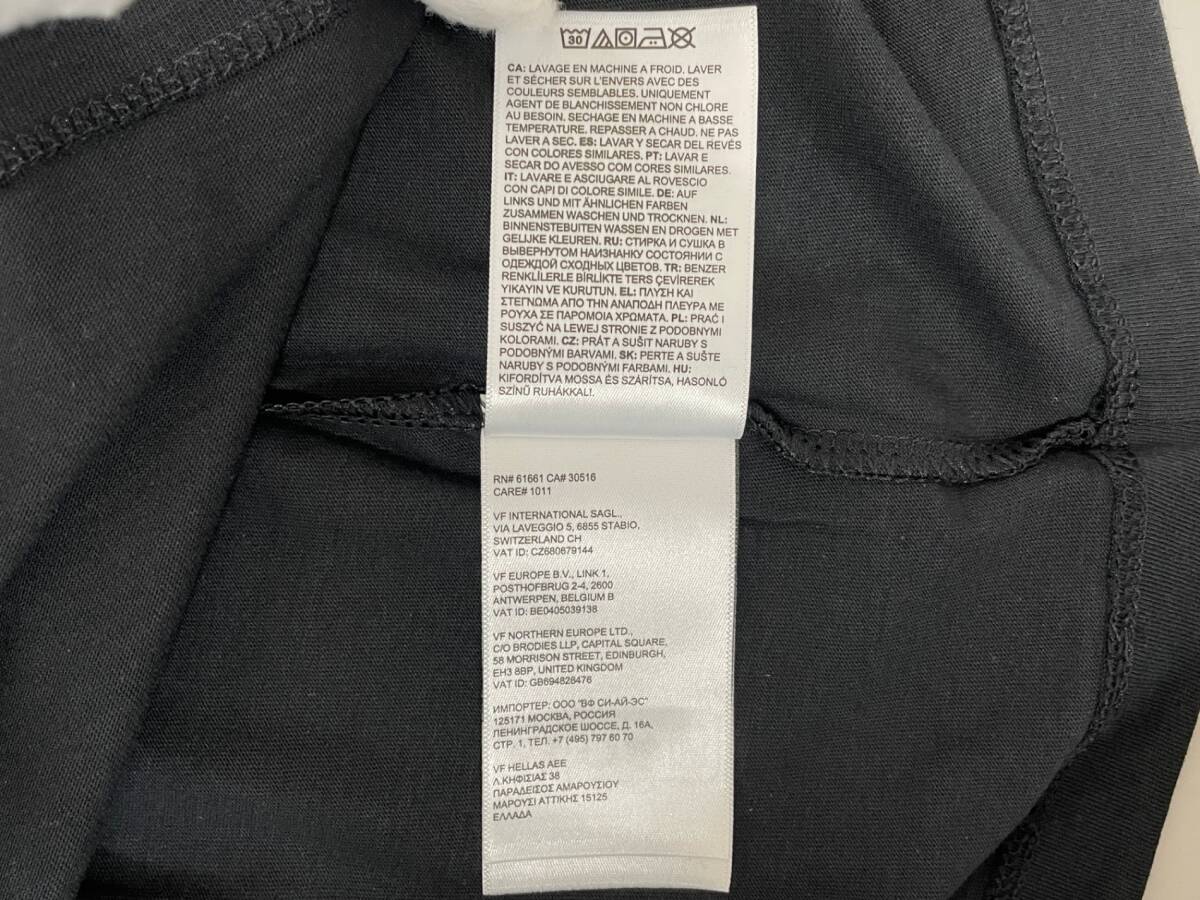 30
CA: LAVAGE EN MACHINE A FROID. LAVER
ET SÉCHER SUR L'ENVERS AVEC DES
COULEURS SEMBLABLES. UNIQUEMENT
AGENT DE BLANCHISSEMENT NON CHLORE
AU BESOIN. SECHAGE EN MACHINE A BASSE
TEMPERATURE. REPASSER A CHAUD. NE PAS
LAVER A SEC. ES: LAVAR Y SECAR DEL REVÉS
CON COLORES SIMILARES. PT: LAVAR E
SECAR DO AVESSO COM CORES SIMILARES.
IT: LAVARE E ASCIUGARE AL ROVESCIO
CON CAPI DI COLORE SIMILE. DE: AUF
LINKS UND MIT ÄHNLICHEN FARBEN
ZUSAMMEN WASCHEN UND TROCKNEN. NL:
BINNENSTEBUITEN WASSEN EN DROGEN MET
GELIJKE KLEUREN. RU: СТИРКА И СУШКА В
ВЫВЕРНУТОМ НАИЗНАНКУ СОСТОЯНИИ С
ОДЕЖДОЙ СХОДНЫХ ЦВЕТОВ. TR: BENZER
RENKLİLERLE BİRLİKTE TERS ÇEVİREREK
YIKAYIN VE KURUTUN. EL: ΠΛΥΣΗ ΚΑΙ
ΣΤΕΓΝΩΜΑ ΑΠΟ ΤΗΝ ΑΝΑΠΟΔΗ ΠΛΕΥΡΑ ΜΕ
ΡΟΥΧΑ ΣΕ ΠΑΡΟΜΟΙΑ ΧΡΩΜΑΤΑ. PL: PRAĆ I
SUSZYĆ NA LEWEJ STRONIE Z PODOBNYMI
KOLORAMI. CZ: PRÁT A SUŠIT NARUBY S
PODOBNÝMI BARVAMI. SK: PERTE A SUŠTE
NARUBY S PODOBNÝMI FARBAMI. HU:
KIFORDÍTVA MOSSA ÉS SZÁRÍTSA, HASONLÓ
SZÍNŰ RUHÁKKAL!.
RN# 61661 CA# 30516
CARE# 1011
VF INTERNATIONAL SAGL.,
VIA LAVEGGIO 5, 6855 STABIO,
SWITZERLAND CH
VAT ID: CZ680679144
VF EUROPE B.V., LINK 1,
POSTHOFBRUG 2-4, 2600
ANTWERPEN, BELGIUM B
VAT ID: BE0405039138
VF NORTHERN EUROPE LTD.,
C/O BRODIES LLP, CAPITAL SQUARE,
58 MORRISON STREET, EDINBURGH,
EH3 8BP, UNITED KINGDOM
VAT ID: GB694826476
ИМПОРТЕР: ООО "ВФ СИ-АЙ-ЭС"
125171 МОСКВА, РОССИЯ
ЛЕНИНГРАДСКОЕ ШОССЕ, Д. 16А,
СТР. 1, ТЕЛ. +7 (495) 797 60 70
VF HELLAS AEE
Λ.ΚΗΦΙΣΙΑΣ 38
ΠΑΡΑΔΕΙΣΟΣ ΑΜΑΡΟΥΣΙΟΥ
ΜΑΡΟΥΣΙ ΑΤΤΙΚΗΣ 15125
ΕΛΛΑΔΑ